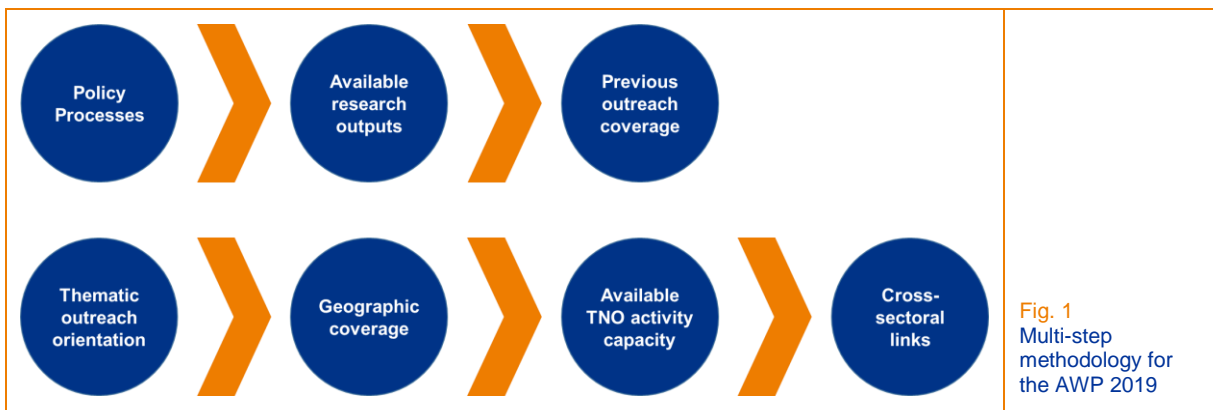 Policy
Processes
Available
research
outputs
Previous
outreach
coverage
Thematic
outreach
orientation
Geographic
coverage
Available
TNO activity
capacity
Cross-
sectoral
links
Fig. 1
Multi-step
methodology for
the AWP 2019